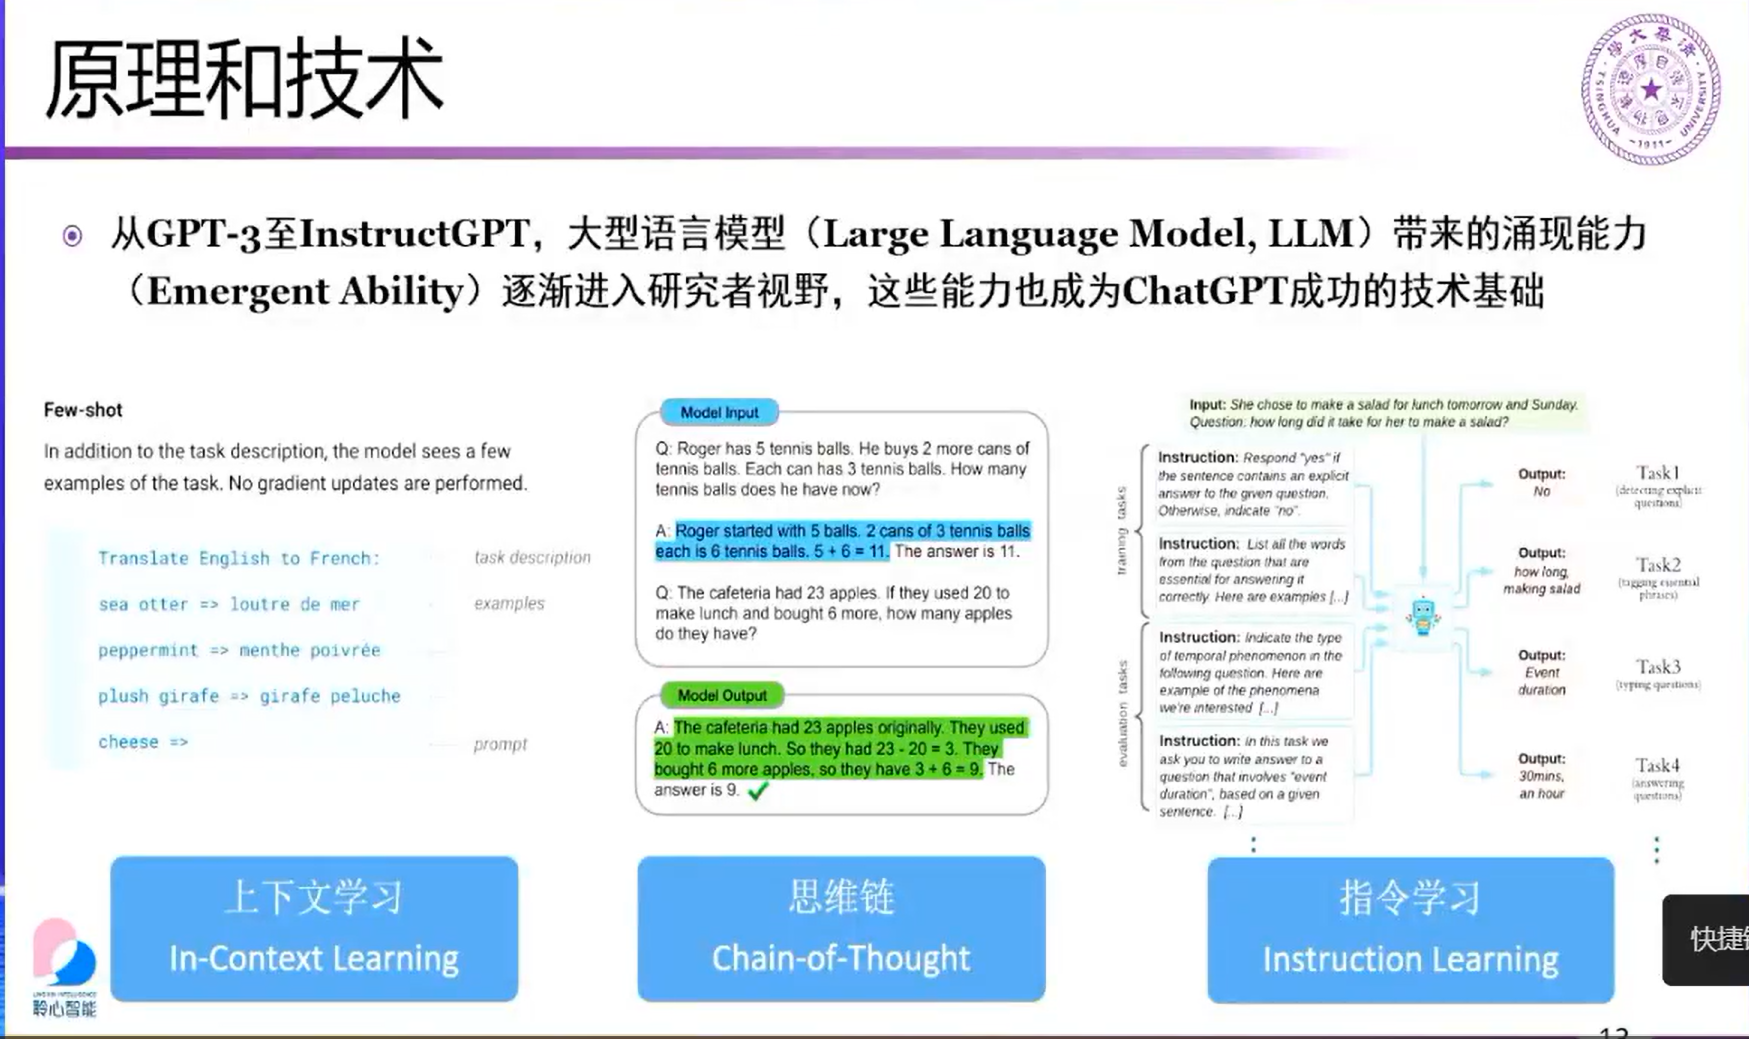 原理和技术
从GPT-3至InstructGPT，大型语言模型（Large Language Model, LLM）带来的涌现能力
（Emergent Ability）逐渐进入研究者视野，这些能力也成为ChatGPT成功的技术基础
Few-shot
In addition to the task description, the model sees a few
examples of the task. No gradient updates are performed.
Translate English to French:
task description
sea otter => loutre de mer
examples
peppermint => menthe poivrée
plush girafe => girafe peluche
cheese =>
prompt
上下文学习
In-Context Learning
Model Input
Q: Roger has 5 tennis balls. He buys 2 more cans of
tennis balls. Each can has 3 tennis balls. How many
tennis balls does he have now?
A: Roger started with 5 balls. 2 cans of 3 tennis balls
each is 6 tennis balls. 5 + 6 = 11. The answer is 11.
Q: The cafeteria had 23 apples. If they used 20 to
make lunch and bought 6 more, how many apples
do they have?
Model Output
A: The cafeteria had 23 apples originally. They used
20 to make lunch. So they had 23 - 20 = 3. They
bought 6 more apples, so they have 3 + 6 = 9. The
answer is 9.
思维链
Chain-of-Thought
Input: She chose to make a salad for lunch tomorrow and Sunday.
Question: how long did it take for her to make a salad?
training tasks
Instruction: Respond "yes" if
the sentence contains an explicit
answer to the given question.
Otherwise, indicate "no".
Output:
No
Task1
(detecting explicit
questions)
Instruction: List all the words
from the question that are
essential for answering it
correctly. Here are examples [...]
Output:
how long,
making salad
Task2
(tagging essential
phrases)
evaluation tasks
Instruction: Indicate the type
of temporal phenomenon in the
following question. Here are
example of the phenomena
we're interested [...]
Output:
Event
duration
Task3
(typing questions)
Instruction: In this task we
ask you to write answer to a
question that involves "event
duration", based on a given
sentence. [...]
Output:
30mins,
an hour
Task4
(answering
questions)
指令学习
Instruction Learning
TSINGHUA UNIVERSITY
-1911-
聆心智能
快捷